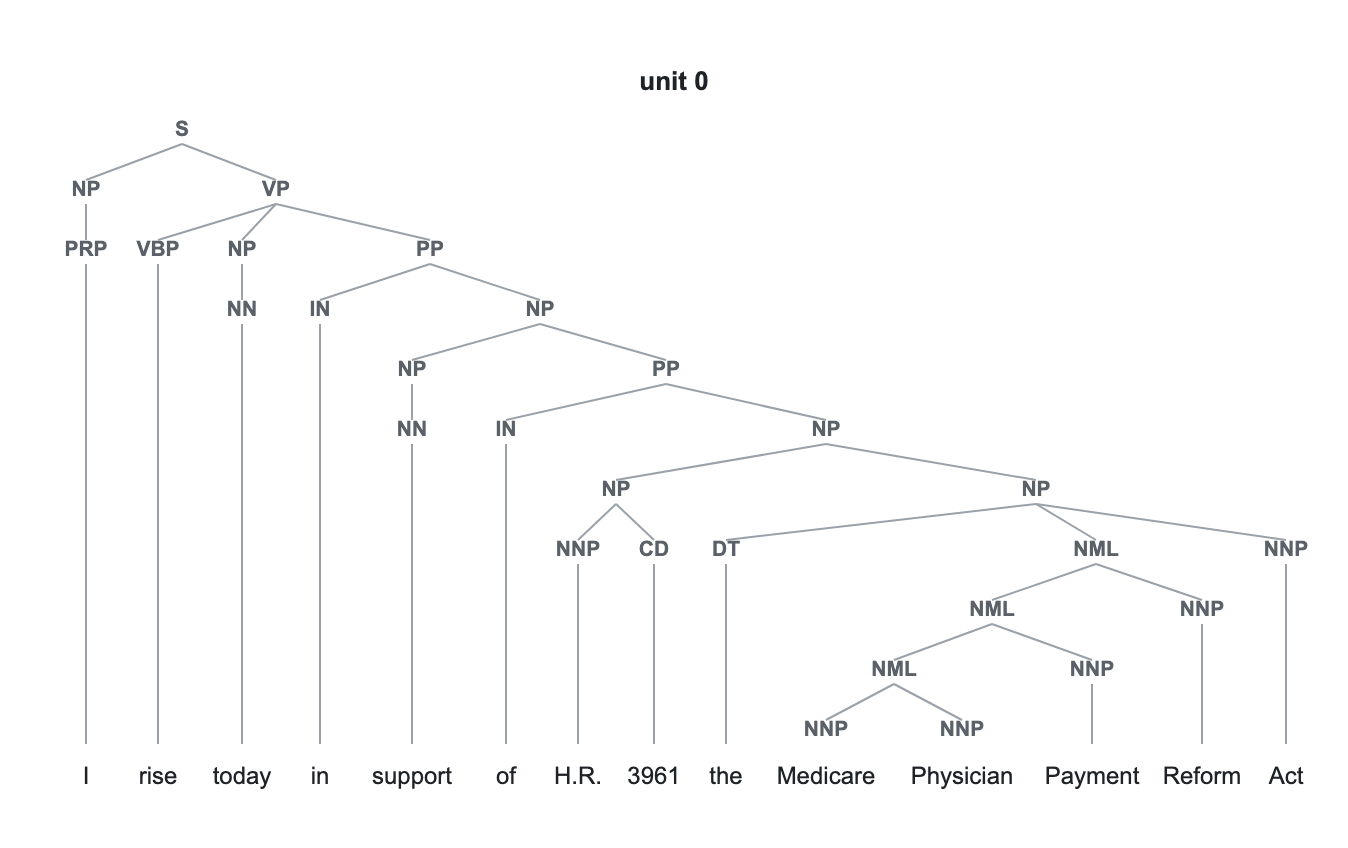 unit 0
S
NP VP
PRP VBP NP PP
NN IN NP
NP PP
NN IN NP
NP NP
NNP CD DT NML NNP
NML NNP
NML NNP
NNP NNP
I rise today in support of H.R. 3961 the Medicare Physician Payment Reform Act